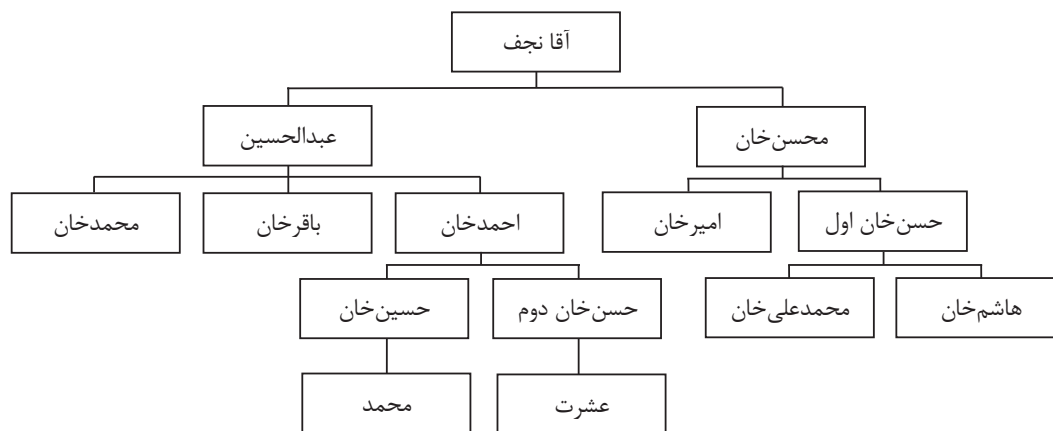 آقا نجف
محسن‌خان
عبدالحسین
حسن‌خان اول
امیرخان
احمدخان
باقرخان
محمدخان
هاشم‌خان
محمدعلی‌خان
حسن‌خان دوم
حسین‌خان
عشرت
محمد